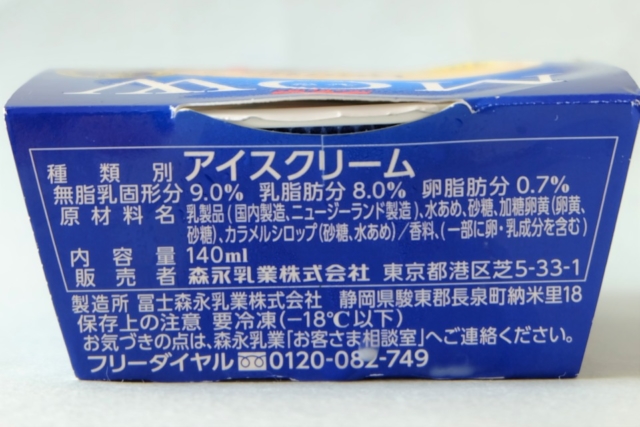 MOW
種類別 アイスクリーム
無脂乳固形分 9.0% 乳脂肪分 8.0% 卵脂肪分 0.7%
原材料名 乳製品(国内製造、ニュージーランド製造)、水あめ、砂糖、加糖卵黄(卵黄、
砂糖)、カラメルシロップ(砂糖、水あめ)/香料、(一部に卵・乳成分を含む)
内容量 140ml
販売者 森永乳業株式会社 東京都港区芝5-33-1
製造所 冨士森永乳業株式会社 静岡県駿東郡長泉町納米里18
保存上の注意 要冷凍(−18℃以下)
お気づきの点は、森永乳業「お客さま相談室」へご連絡ください。
フリーダイヤル 0120-082-749